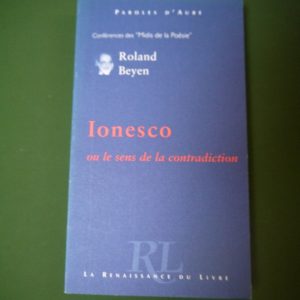 PAROLES D'AUBE
Conférences des "Midis de la Poésie"
Roland
Beyen
Ionesco
ou le sens de la contradiction
RL
LA RENAISSANCE DU LIVRE